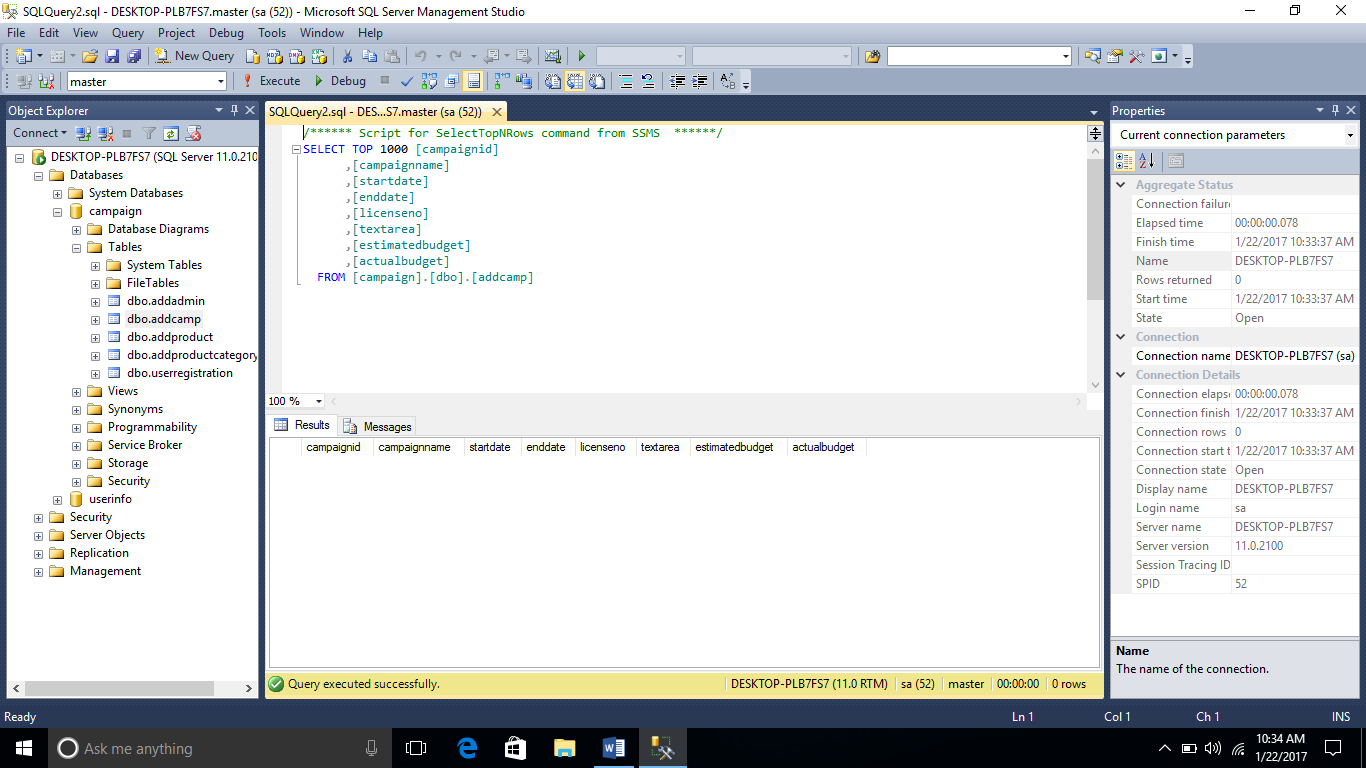 SQLQuery2.sql - DESKTOP-PLB7FS7.master (sa (52)) - Microsoft SQL Server Management Studio
File Edit View Query Project Debug Tools Window Help
New Query
master Execute Debug
Object Explorer
Connect
DESKTOP-PLB7FS7 (SQL Server 11.0.210
Databases
System Databases
campaign
Database Diagrams
Tables
System Tables
FileTables
dbo.addadmin
dbo.addcamp
dbo.addproduct
dbo.addproductcategory
dbo.userregistration
Views
Synonyms
Programmability
Service Broker
Storage
Security
userinfo
Security
Server Objects
Replication
Management
SQLQuery2.sql - DES...S7.master (sa (52))
/****** Script for SelectTopNRows command from SSMS  ******/
SELECT TOP 1000 [campaignid]
,[campaignname]
,[startdate]
,[enddate]
,[licenseno]
,[textarea]
,[estimatedbudget]
,[actualbudget]
FROM [campaign].[dbo].[addcamp]
100 %
Results Messages
campaignid campaignname startdate enddate licenseno textarea estimatedbudget actualbudget
Query executed successfully. DESKTOP-PLB7FS7 (11.0 RTM) sa (52) master 00:00:00 0 rows
Properties
Current connection parameters
Aggregate Status
Connection failure
Elapsed time 00:00:00.078
Finish time 1/22/2017 10:33:37 AM
Name DESKTOP-PLB7FS7
Rows returned 0
Start time 1/22/2017 10:33:37 AM
State Open
Connection
Connection name DESKTOP-PLB7FS7 (sa)
Connection Details
Connection elapse 00:00:00.078
Connection finish 1/22/2017 10:33:37 AM
Connection rows 0
Connection start t 1/22/2017 10:33:37 AM
Connection state Open
Display name DESKTOP-PLB7FS7
Login name sa
Server name DESKTOP-PLB7FS7
Server version 11.0.2100
Session Tracing ID
SPID 52
Name
The name of the connection.
Ready Ln 1 Col 1 Ch 1 INS
Ask me anything
10:34 AM
1/22/2017